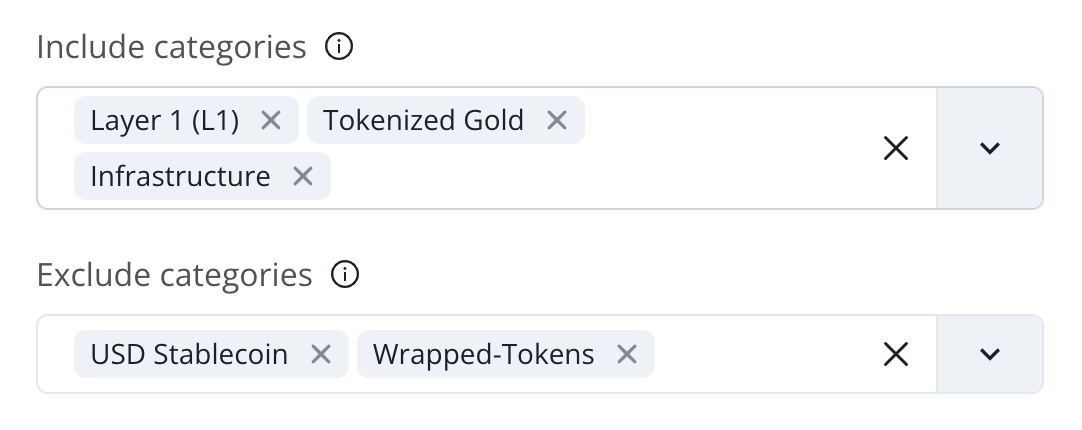 Include categories
Layer 1 (L1) Tokenized Gold
Infrastructure
Exclude categories
USD Stablecoin Wrapped-Tokens